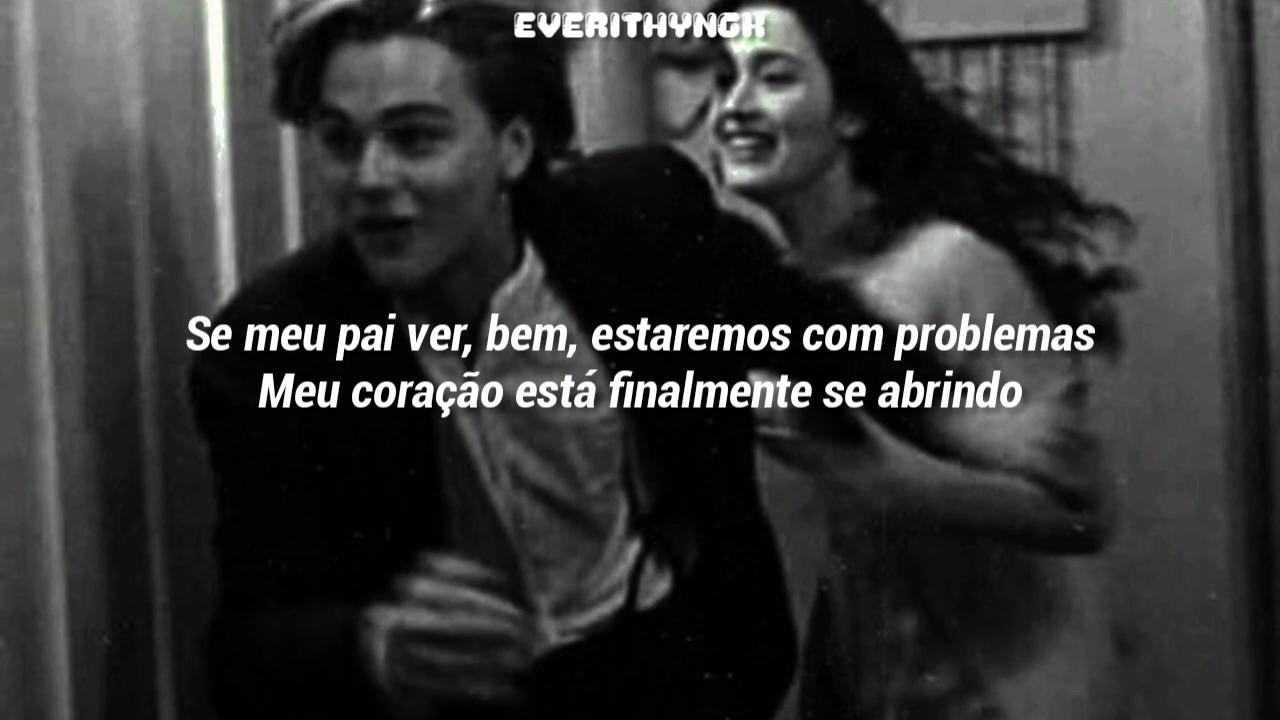 EVERITHYNGK
Se meu pai ver, bem, estaremos com problemas
Meu coração está finalmente se abrindo